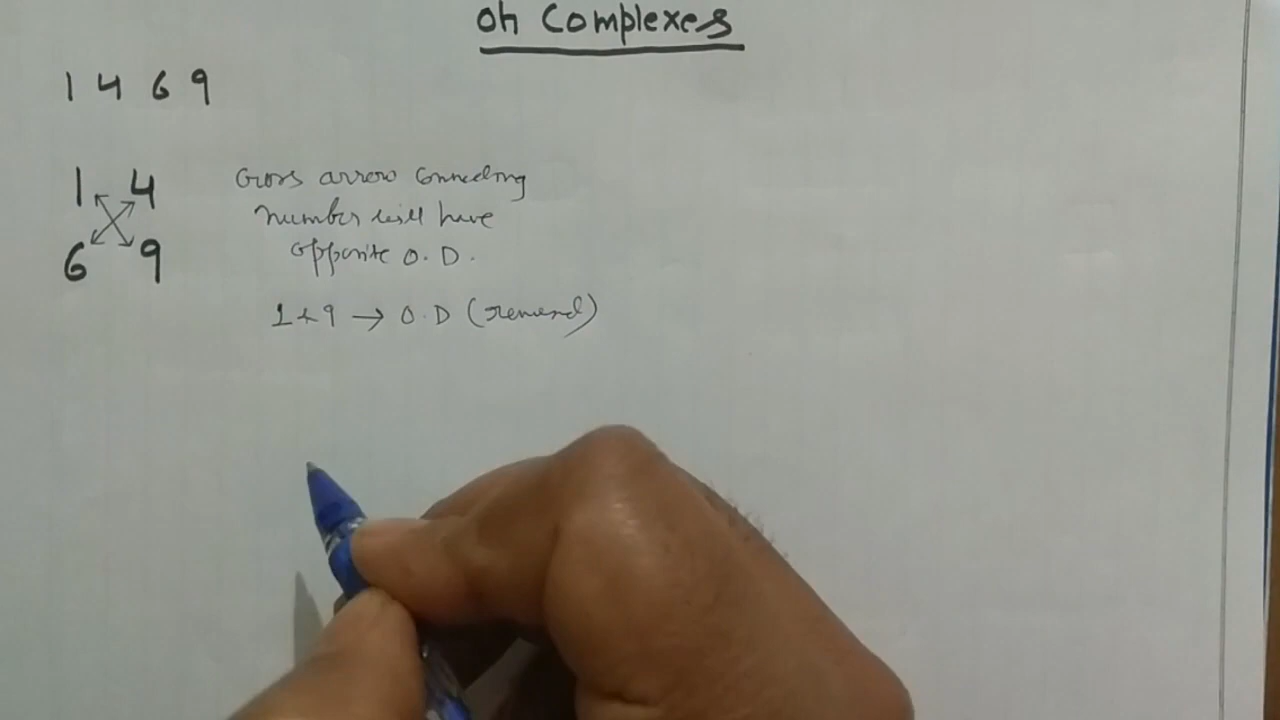 Oh Complexes
1 4 6 9
1 4
6 9
Cross arrow Connecting
number will have
opposite O.D.
1 & 9 → O.D (reversed)